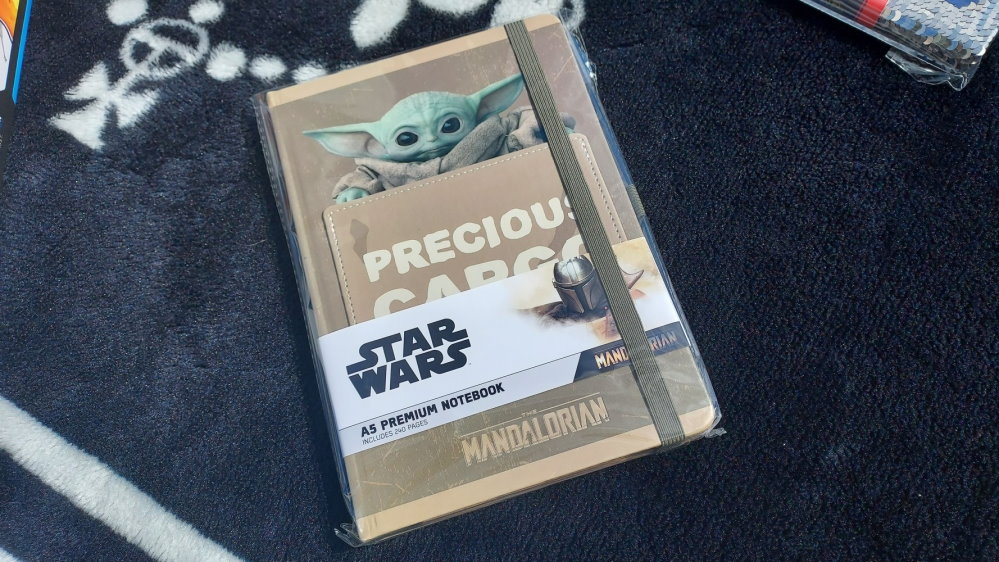 PRECIOUS
CARGO
STAR
WARS
MANDALORIAN
A5 PREMIUM NOTEBOOK
INCLUDES 240 PAGES
THE
MANDALORIAN